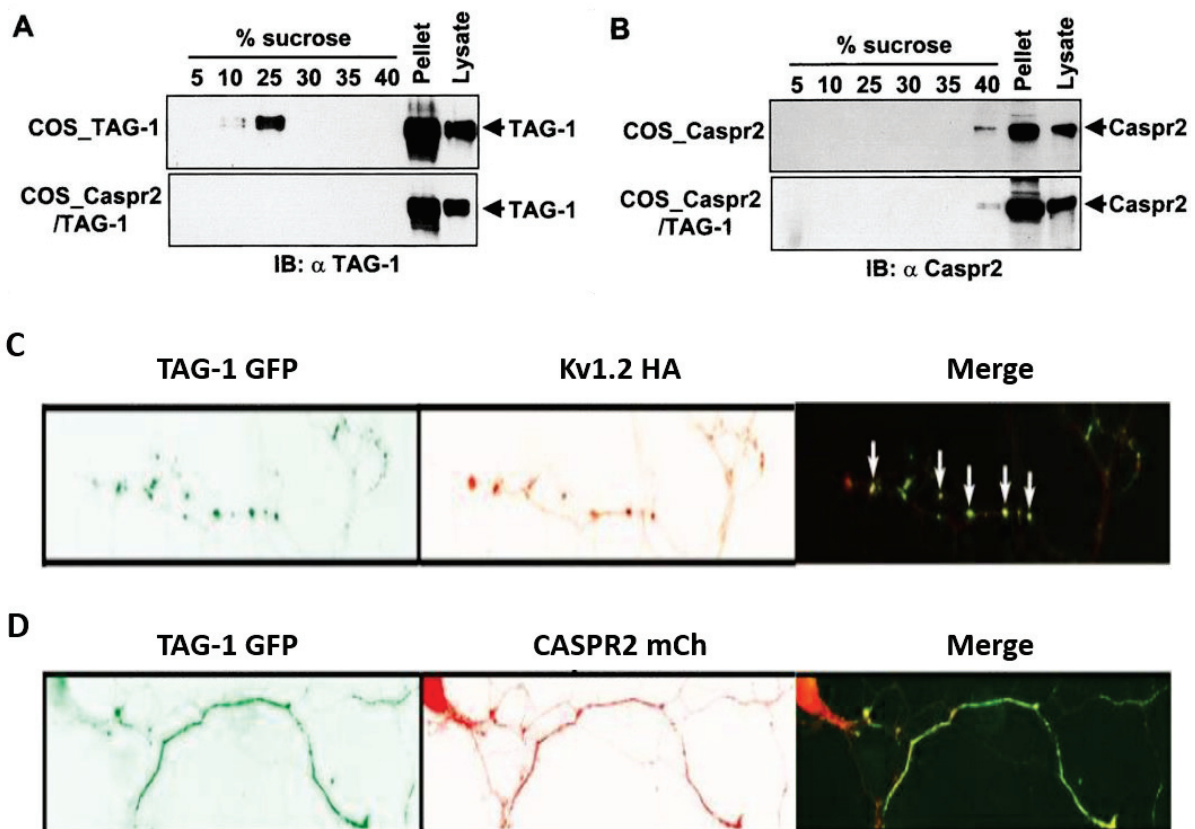 A
% sucrose
5 10 25 30 35 40 Pellet Lysate
COS_TAG-1
TAG-1
COS_Caspr2
/TAG-1
TAG-1
IB: α TAG-1
B
% sucrose
5 10 25 30 35 40 Pellet Lysate
COS_Caspr2
Caspr2
COS_Caspr2
/TAG-1
Caspr2
IB: α Caspr2
C
TAG-1 GFP Kv1.2 HA Merge
D
TAG-1 GFP CASPR2 mCh Merge